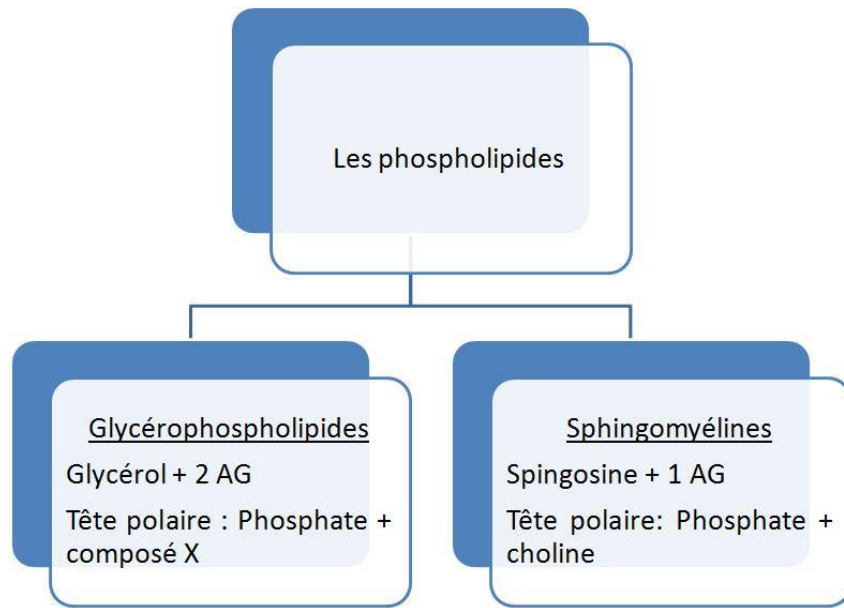 Les phospholipides
Glycérophospholipides
Glycérol + 2 AG
Tête polaire : Phosphate +
composé X
Sphingomyélines
Spingosine + 1 AG
Tête polaire: Phosphate +
choline